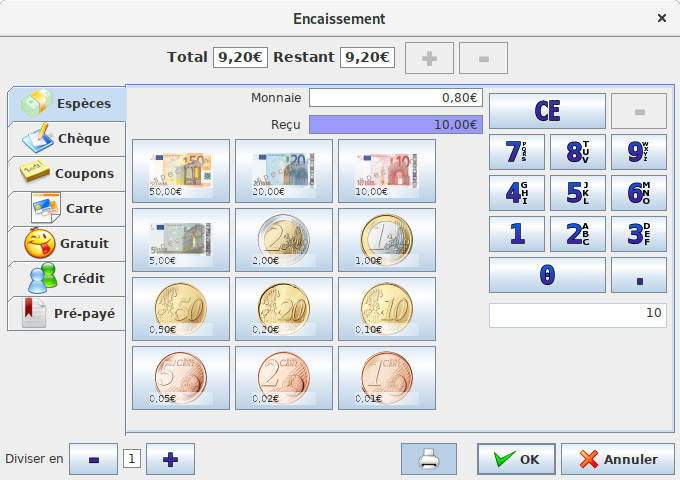 Encaissement ×
Total 9,20€ Restant 9,20€ + -
Espèces
Chèque
Coupons
Carte
Gratuit
Crédit
Pré-payé
Monnaie 0,80€
Reçu 10,00€
50,00€ 20,00€ 10,00€
5,00€ 2,00€ 1,00€
0,50€ 0,20€ 0,10€
0,05€ 0,02€ 0,01€
CE -
7 PQRS 8 TUV 9 WXYZ
4 GHI 5 JKL 6 MNO
1 2 ABC 3 DEF
0 .
10
Diviser en - 1 + OK Annuler